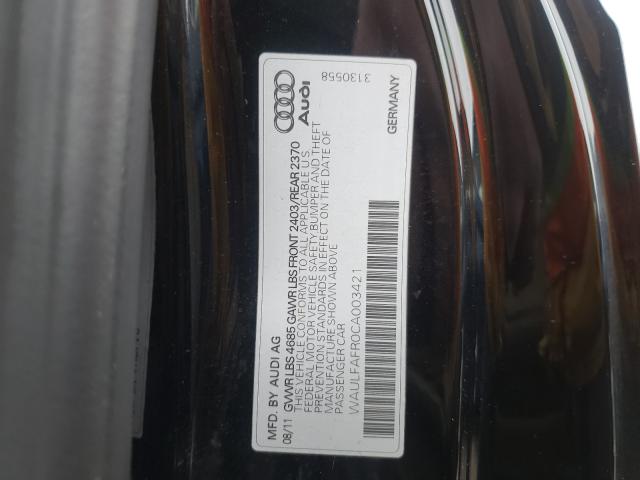 MFD. BY AUDI AG
08/11 GVWR LBS 4685 GAWR LBS FRONT 2403/REAR 2370
THIS VEHICLE CONFORMS TO ALL APPLICABLE U.S.
FEDERAL MOTOR VEHICLE SAFETY BUMPER AND THEFT
PREVENTION STANDARDS IN EFFECT ON THE DATE OF
MANUFACTURE SHOWN ABOVE
PASSENGER CAR
WAULFAFR0CA003421
Audi
3130558
GERMANY